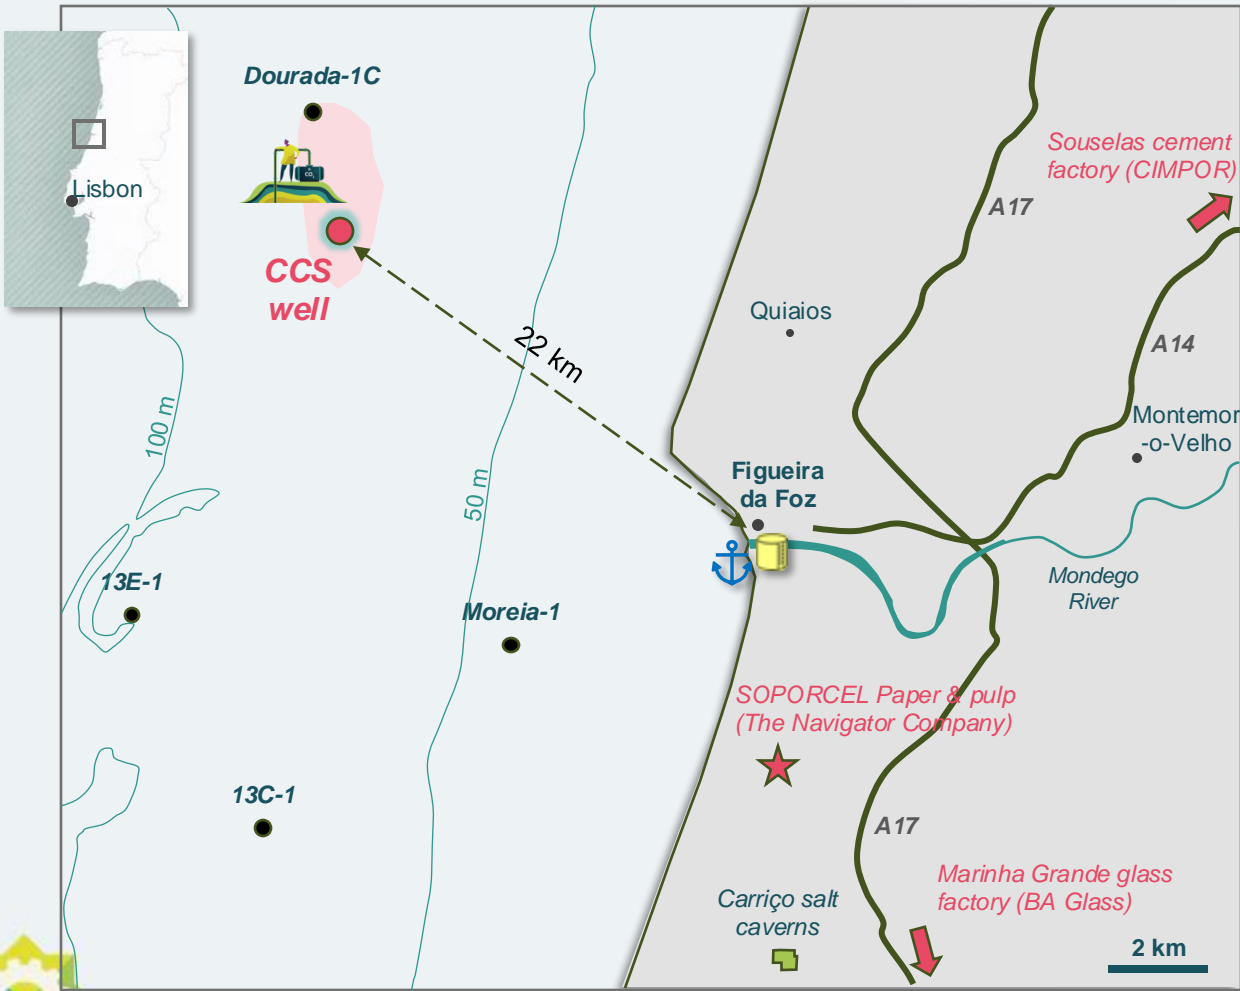 Dourada-1C
Souselas cement
factory (CIMPOR)
Lisbon
CO₂
A17
CCS
well
Quiaios
22 km
A14
100 m
Montemor
-o-Velho
Figueira
da Foz
50 m
13E-1
Mondego
River
Moreia-1
SOPORCEL Paper & pulp
(The Navigator Company)
13C-1
A17
Marinha Grande glass
factory (BA Glass)
Carriço salt
caverns
2 km